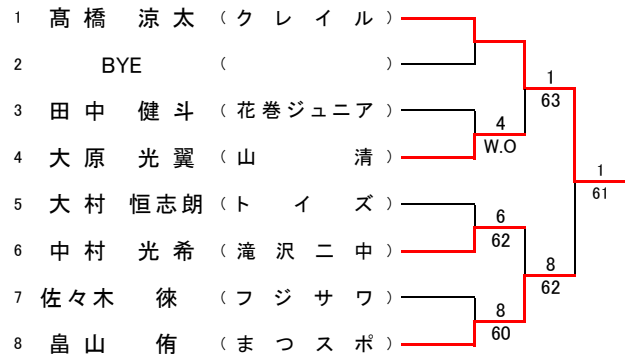 1 髙橋 涼太 (クレイル)
1
2 BYE ( )
63
3 田中 健斗 (花巻ジュニア)
4
W.O
4 大原 光翼 (山 清)
1
61
5 大村 恒志朗 (トイズ)
6
62
6 中村 光希 (滝沢二中)
8
62
7 佐々木 徠 (フジサワ)
8
60
8 畠山 侑 (まつスポ)